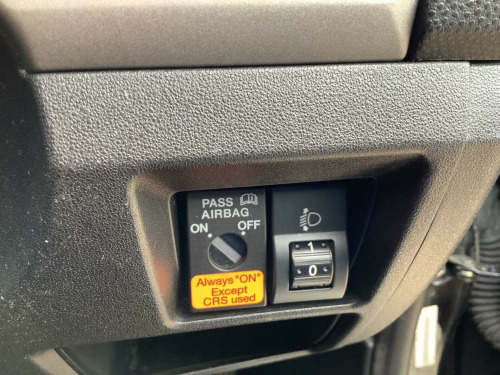 PASS
AIRBAG
ON OFF
Always "ON"
Except
CRS used
1
0